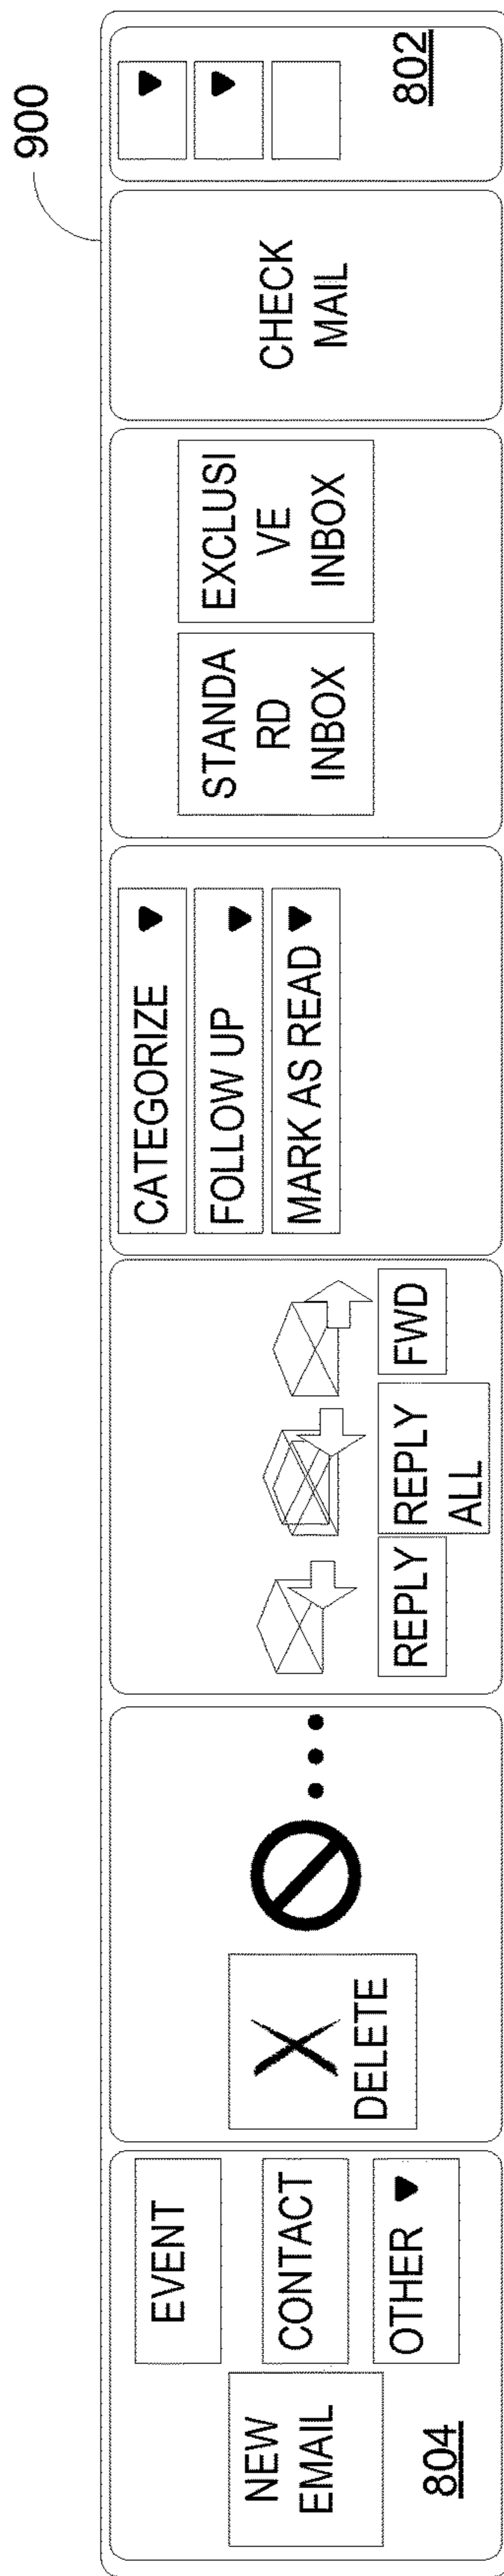 900
NEW
EMAIL
804
EVENT
CONTACT
OTHER
DELETE
REPLY
REPLY
ALL
FWD
CATEGORIZE
FOLLOW UP
MARK AS READ
STANDA
RD
INBOX
EXCLUSI
VE
INBOX
CHECK
MAIL
802